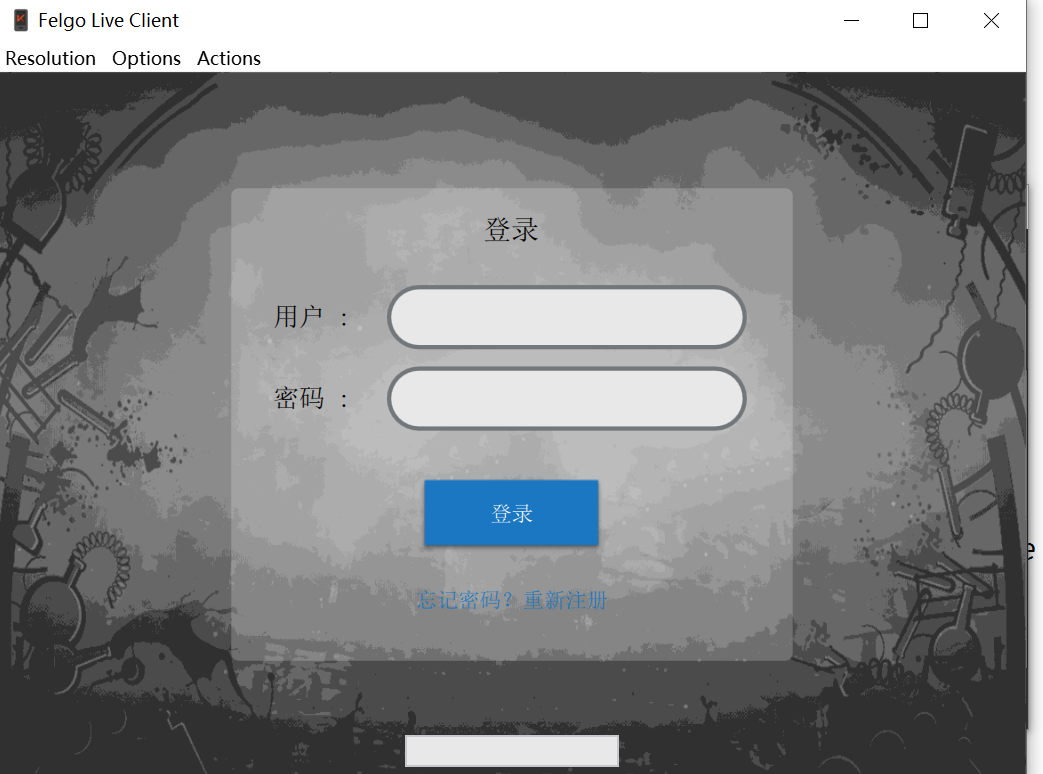 Felgo Live Client
Resolution Options Actions
登录
用户 :
密码 :
登录
忘记密码? 重新注册